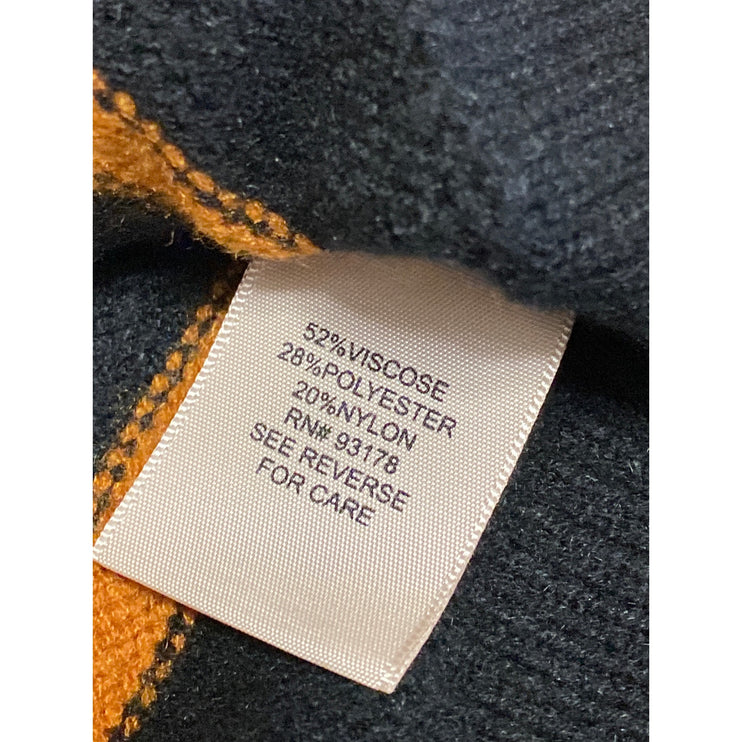 52%VISCOSE
28%POLYESTER
20%NYLON
RN# 93178
SEE REVERSE
FOR CARE